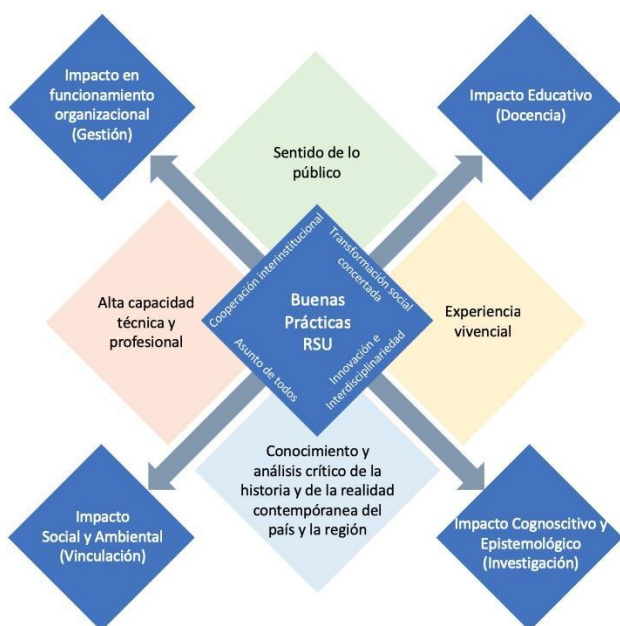 Impacto en
funcionamiento
organizacional
(Gestión)
Impacto Educativo
(Docencia)
Sentido de lo
público
Cooperación interinstitucional
Transformación social
concertada
Alta capacidad
técnica y
profesional
Buenas
Prácticas
RSU
Experiencia
vivencial
Asunto de todos
Innovación e
Interdisciplinariedad
Conocimiento y
análisis crítico de la
historia y de la realidad
contempóranea del
país y la región
Impacto
Social y Ambiental
(Vinculación)
Impacto Cognoscitivo y
Epistemológico
(Investigación)